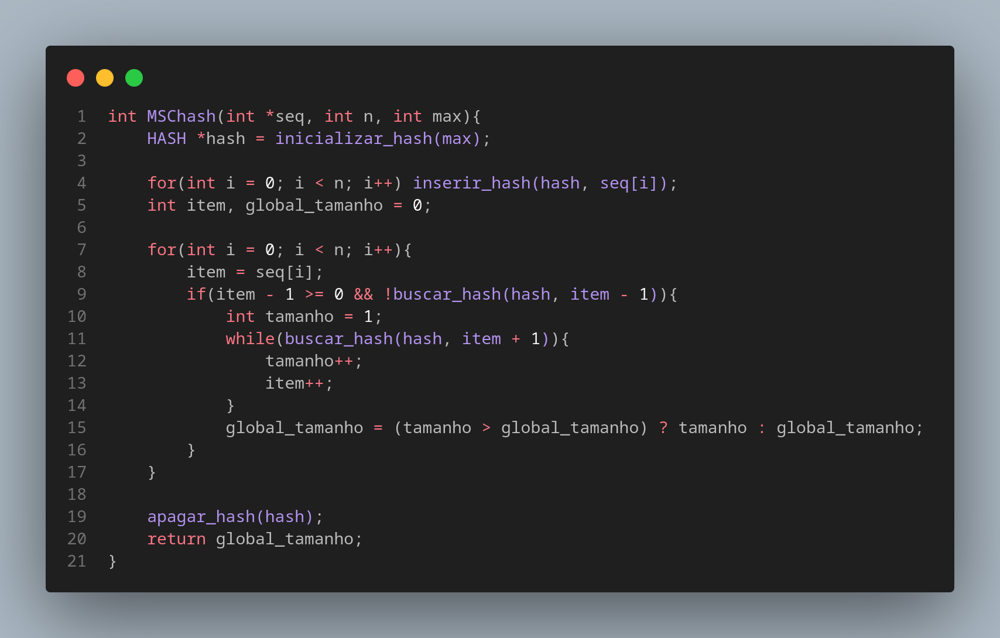 1 int MSChash(int *seq, int n, int max){
2     HASH *hash = inicializar_hash(max);
3
4     for(int i = 0; i < n; i++) inserir_hash(hash, seq[i]);
5     int item, global_tamanho = 0;
6
7     for(int i = 0; i < n; i++){
8         item = seq[i];
9         if(item - 1 >= 0 && !buscar_hash(hash, item - 1)){
10             int tamanho = 1;
11             while(buscar_hash(hash, item + 1)){
12                 tamanho++;
13                 item++;
14             }
15             global_tamanho = (tamanho > global_tamanho) ? tamanho : global_tamanho;
16         }
17     }
18
19     apagar_hash(hash);
20     return global_tamanho;
21 }